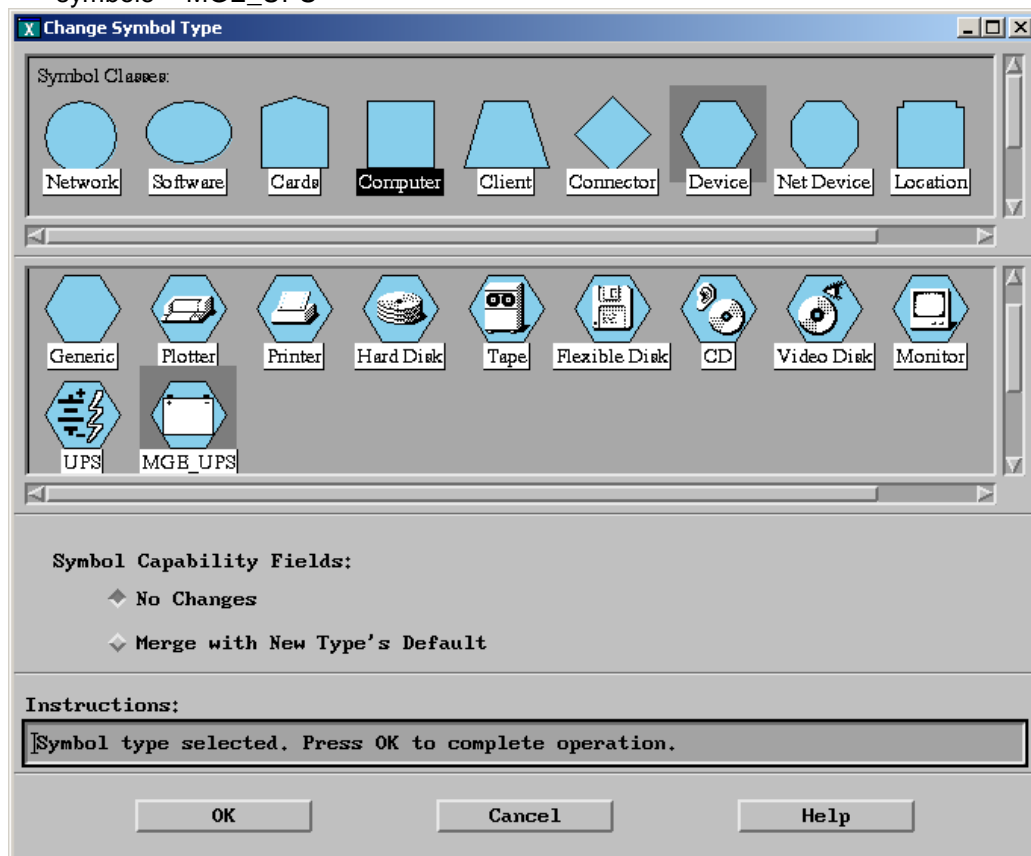 symbols – MGE_UPS
X Change Symbol Type
Symbol Classes:
Network Software Cards Computer Client Connector Device Net Device Location
Generic Plotter Printer Hard Disk Tape Flexible Disk CD Video Disk Monitor
UPS MGE_UPS
Symbol Capability Fields:
No Changes
Merge with New Type's Default
Instructions:
Symbol type selected. Press OK to complete operation.
OK Cancel Help